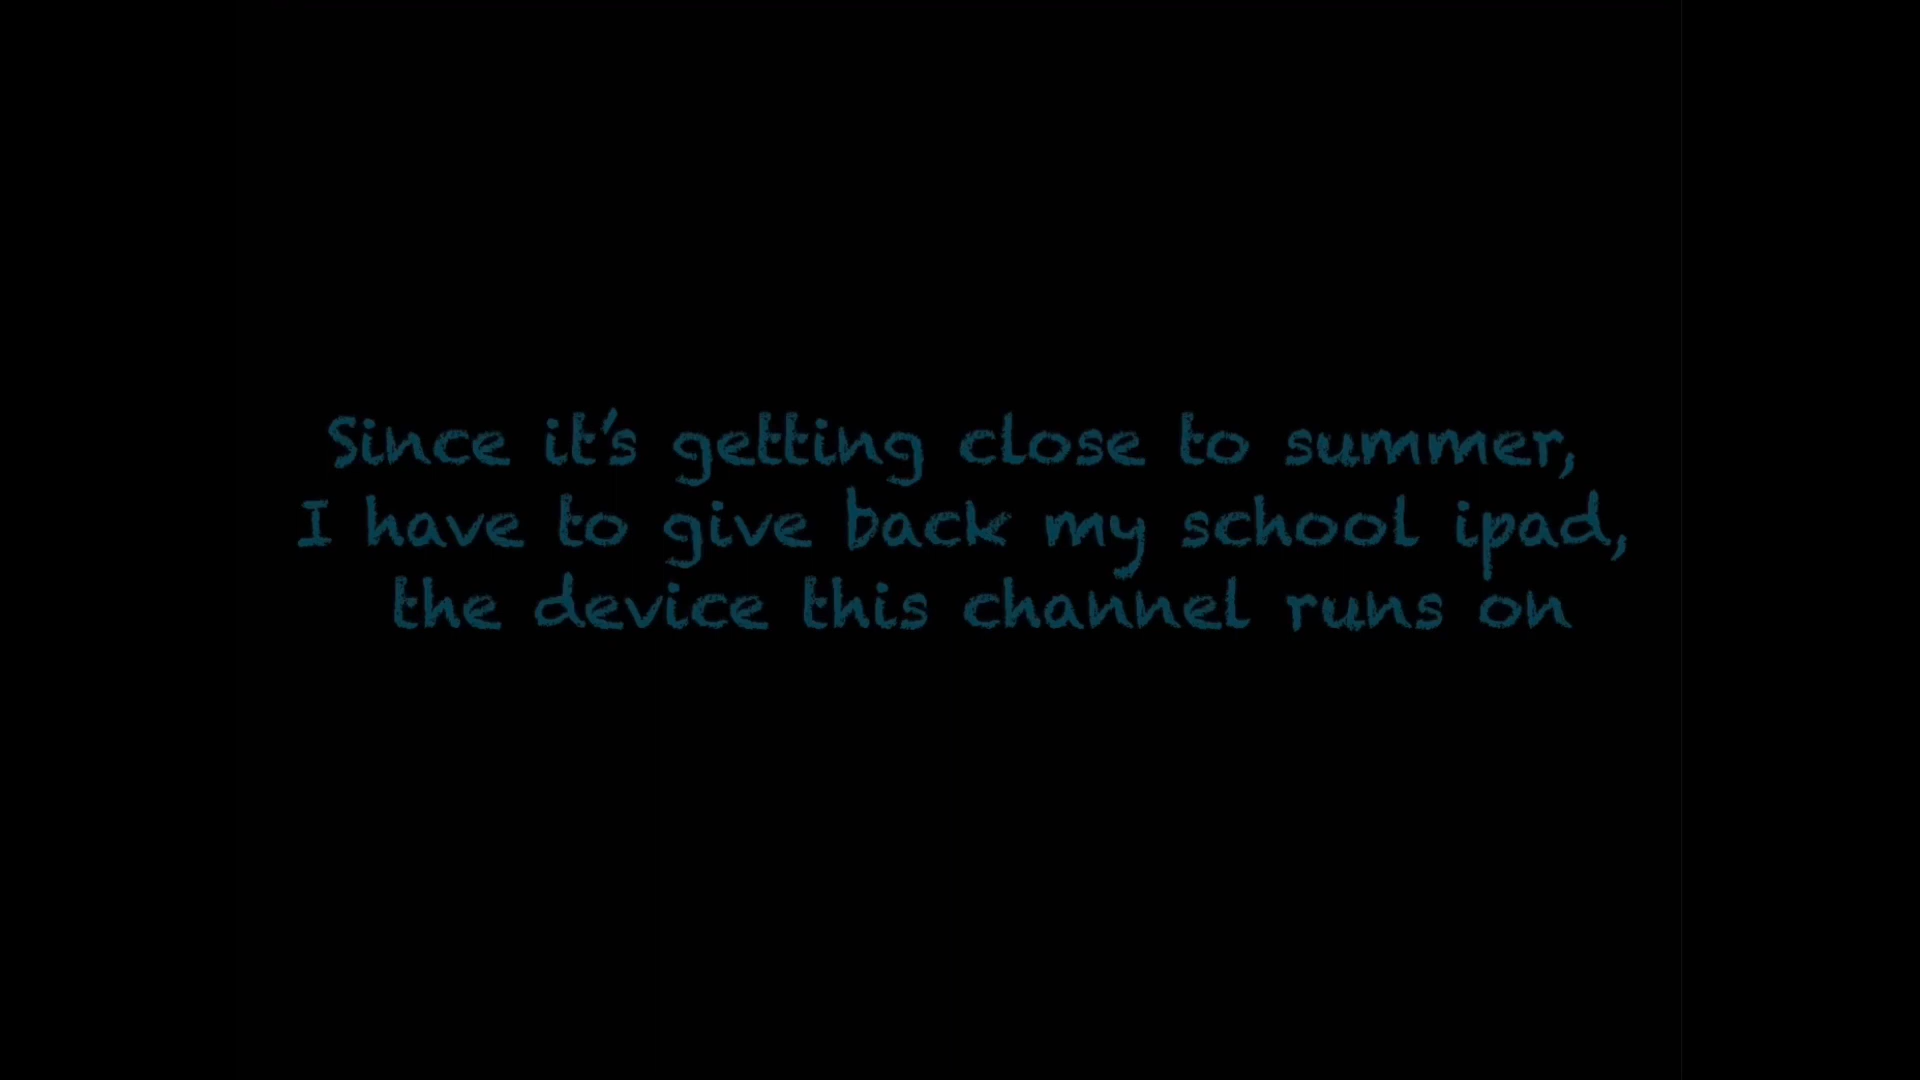 Since it's getting close to summer,
I have to give back my school ipad,
the device this channel runs on